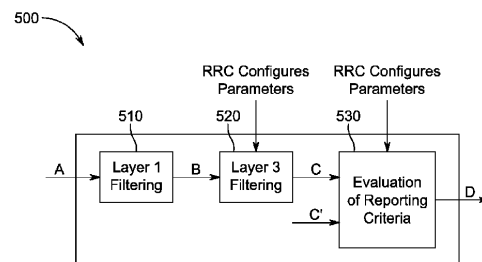 500
RRC Configures
Parameters
RRC Configures
Parameters
510
520
530
A
Layer 1
Filtering
B
Layer 3
Filtering
C
C'
Evaluation
of Reporting
Criteria
D